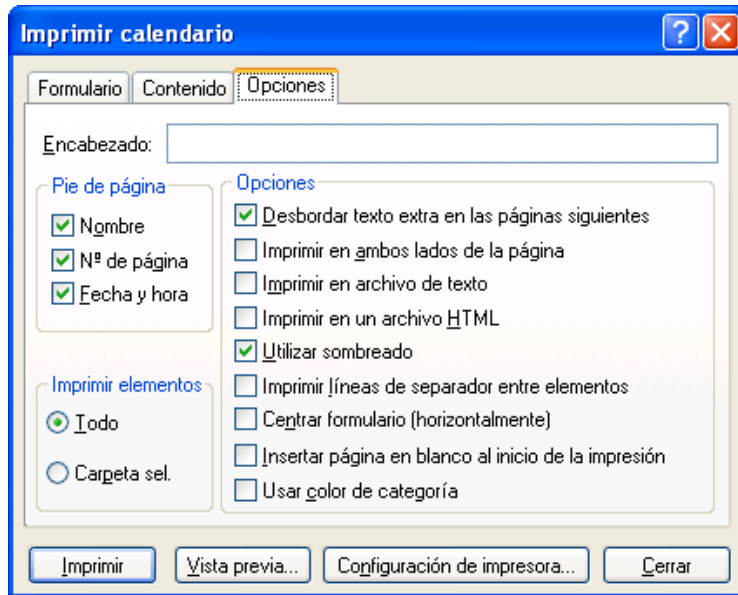 Imprimir calendario
Formulario Contenido Opciones
Encabezado:
Pie de página
Nombre
Nº de página
Fecha y hora
Imprimir elementos
Todo
Carpeta sel.
Opciones
Desbordar texto extra en las páginas siguientes
Imprimir en ambos lados de la página
Imprimir en archivo de texto
Imprimir en un archivo HTML
Utilizar sombreado
Imprimir líneas de separador entre elementos
Centrar formulario (horizontalmente)
Insertar página en blanco al inicio de la impresión
Usar color de categoría
Imprimir Vista previa... Configuración de impresora... Cerrar